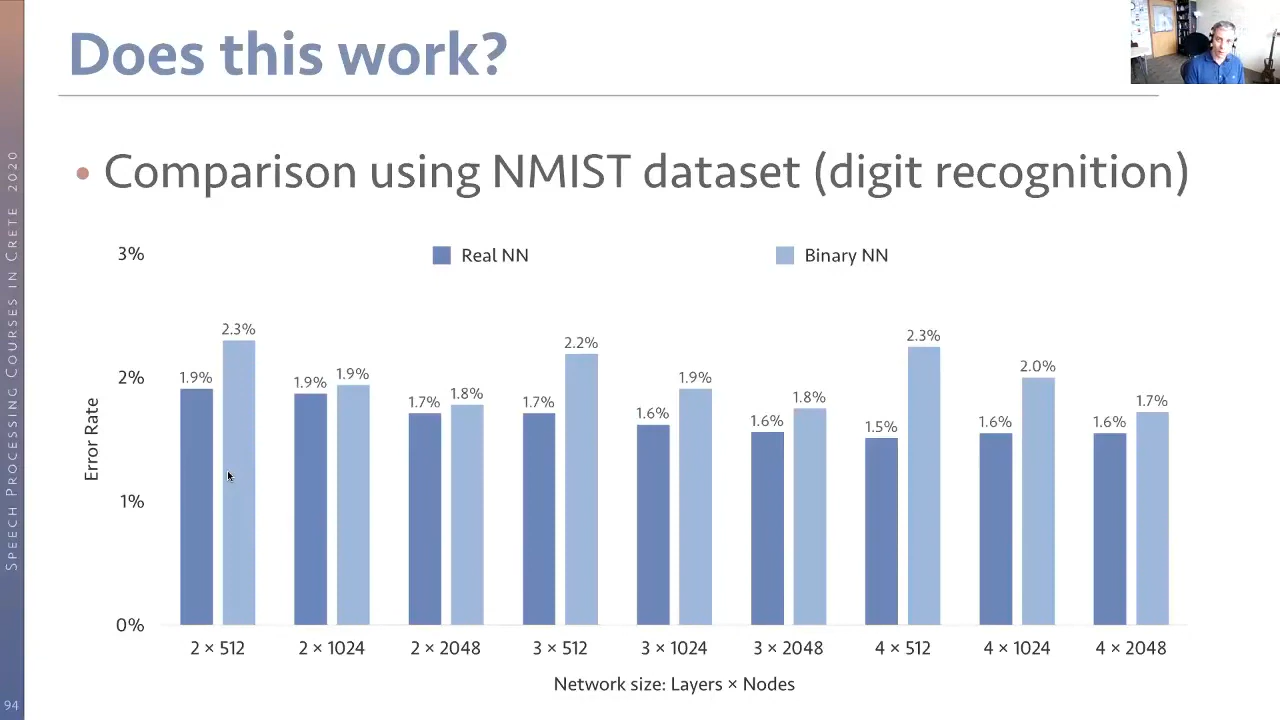 Does this work?
• Comparison using NMIST dataset (digit recognition)
Real NN
Binary NN
3%
2%
1%
0%
Error Rate
1.9%
2.3%
1.9%
1.9%
1.7%
1.8%
1.7%
2.2%
1.6%
1.9%
1.6%
1.8%
1.5%
2.3%
1.6%
2.0%
1.6%
1.7%
2 × 512
2 × 1024
2 × 2048
3 × 512
3 × 1024
3 × 2048
4 × 512
4 × 1024
4 × 2048
Network size: Layers × Nodes
Speech Processing Courses in Crete 2020
94